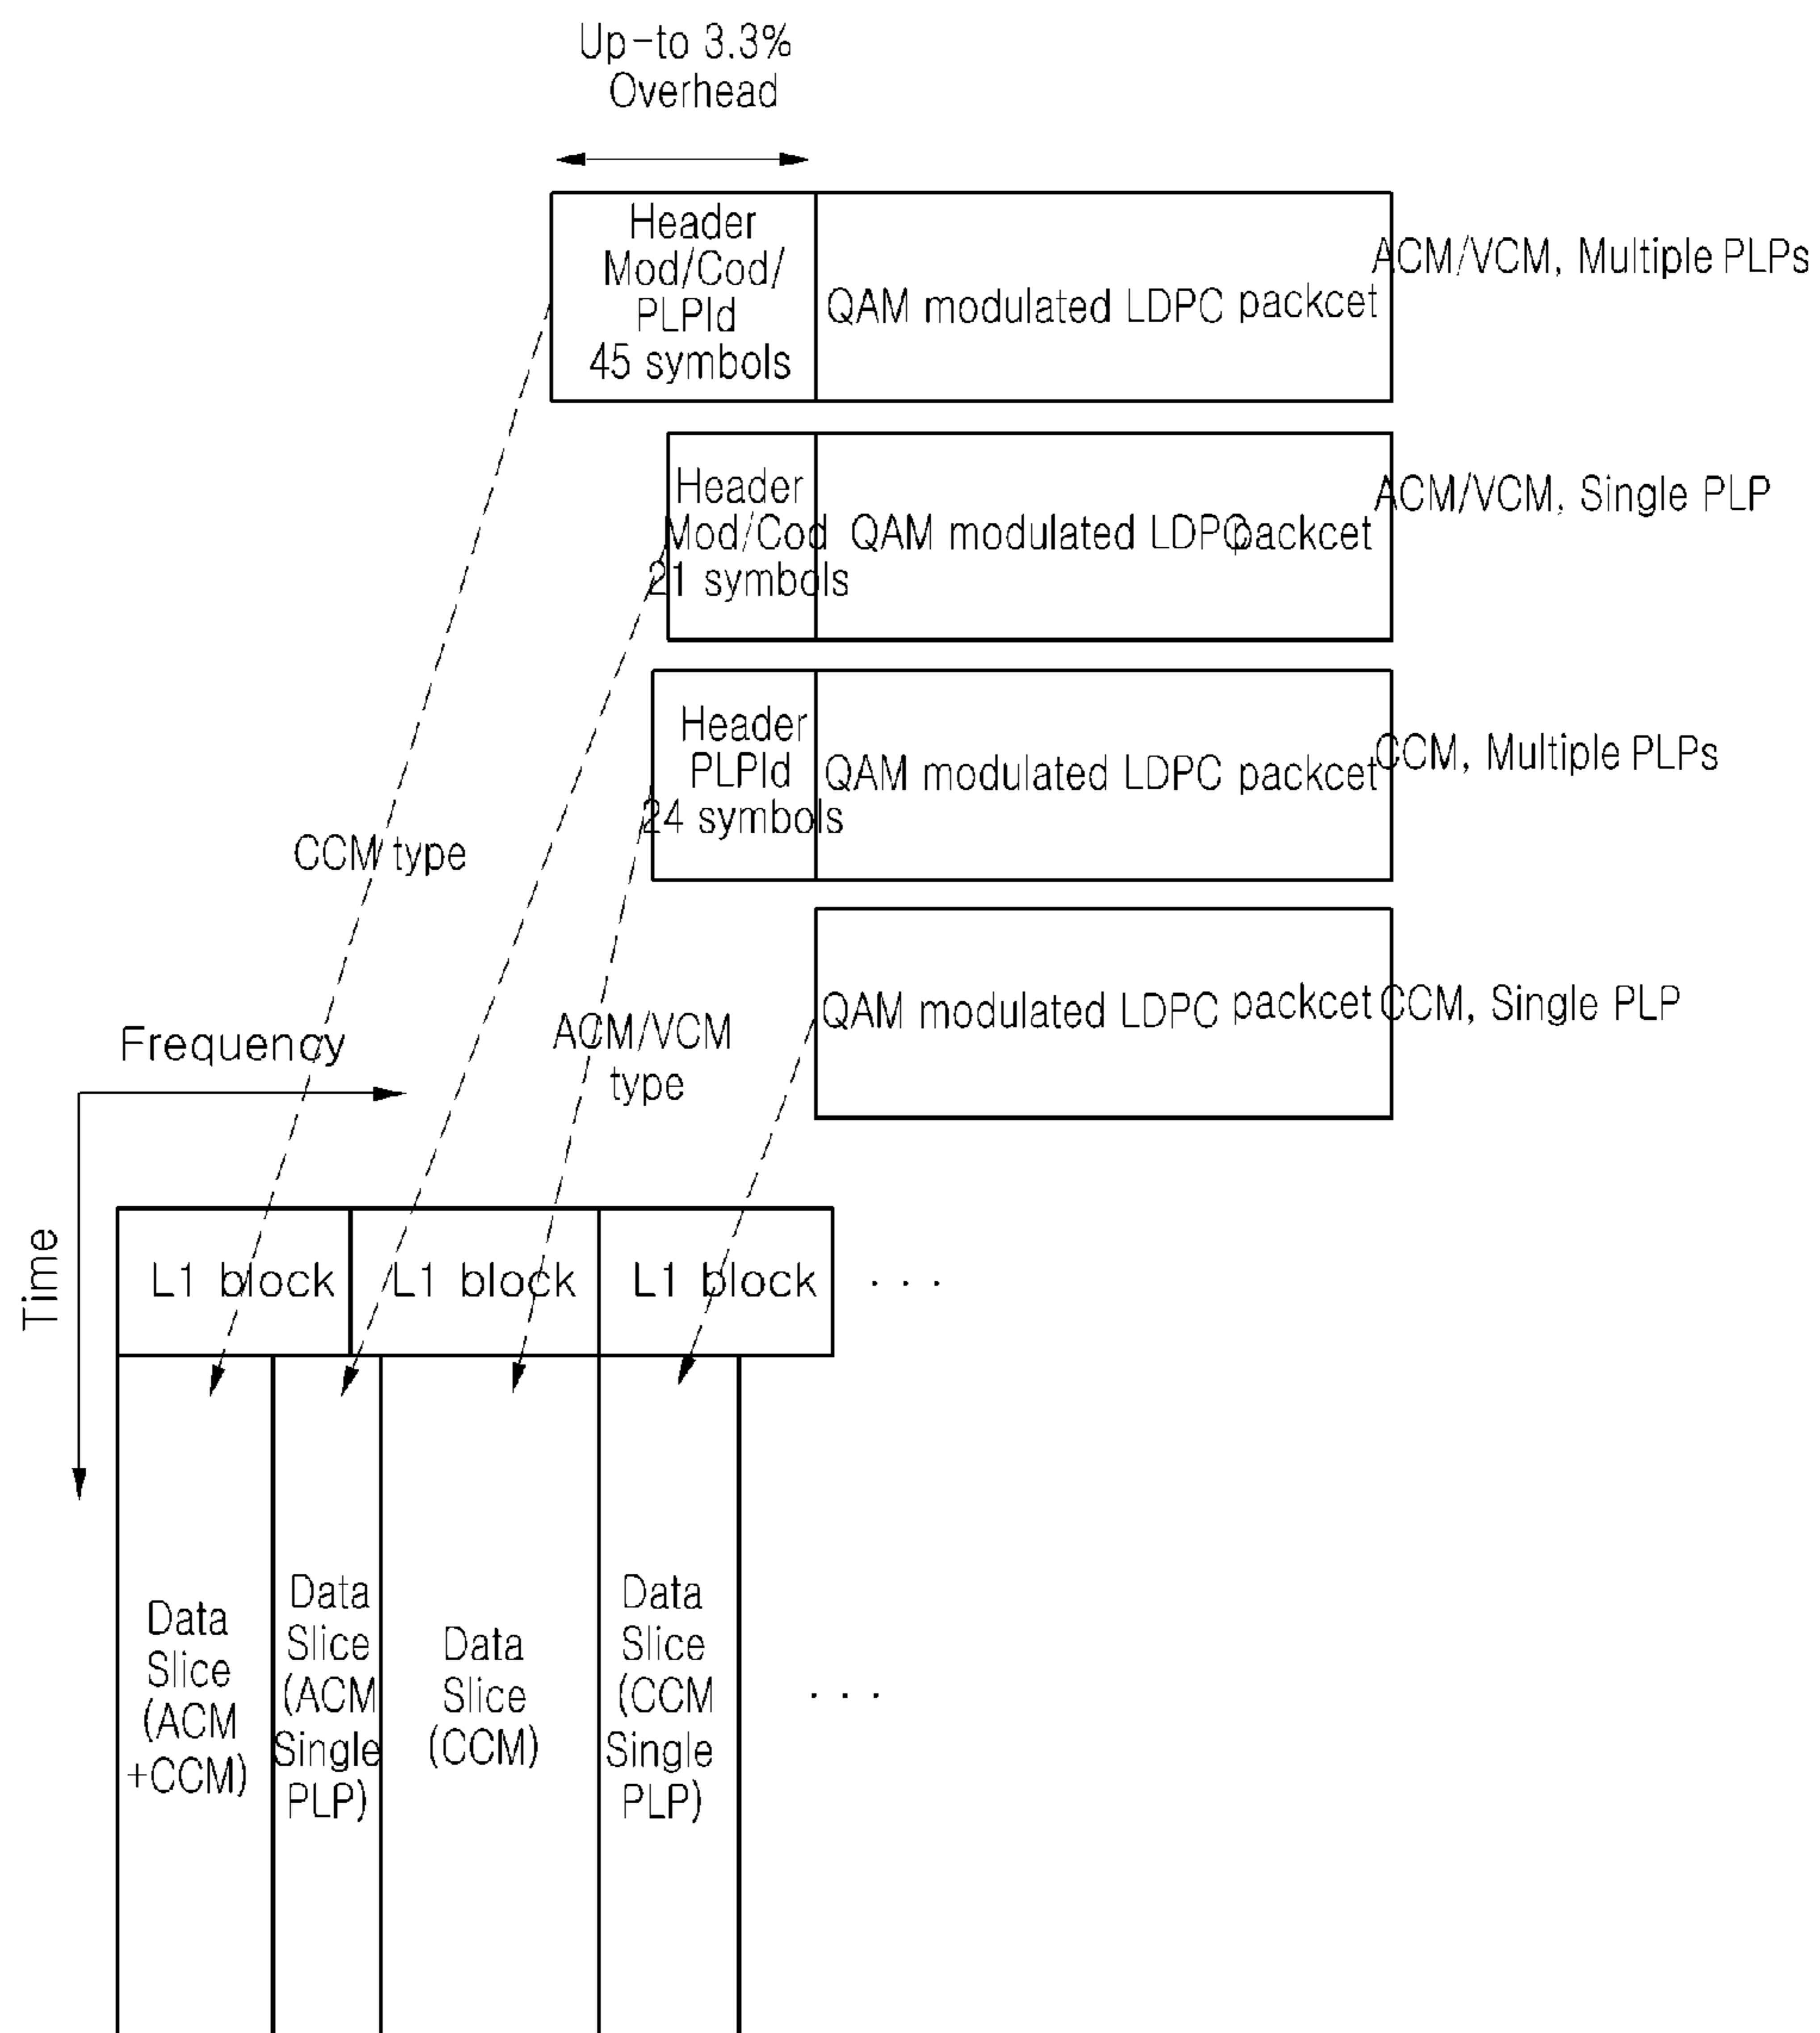 Up-to 3.3%
Overhead
Header
Mod/Cod/
PLPId
45 symbols
QAM modulated LDPC packcet
ACM/VCM, Multiple PLPs
Header
Mod/Cod
21 symbols
QAM modulated LDPC packcet
ACM/VCM, Single PLP
Header
PLPId
24 symbols
QAM modulated LDPC packcet
CCM, Multiple PLPs
CCM type
QAM modulated LDPC packcet
CCM, Single PLP
ACM/VCM
type
Frequency
Time
L1 block
L1 block
L1 block
. . .
Data
Slice
(ACM
+CCM)
Data
Slice
(ACM
Single
PLP)
Data
Slice
(CCM)
Data
Slice
(CCM
Single
PLP)
. . .